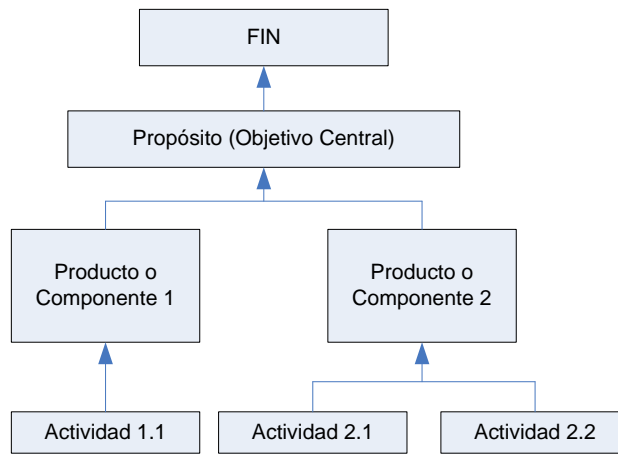 FIN
Propósito (Objetivo Central)
Producto o
Componente 1
Producto o
Componente 2
Actividad 1.1
Actividad 2.1
Actividad 2.2